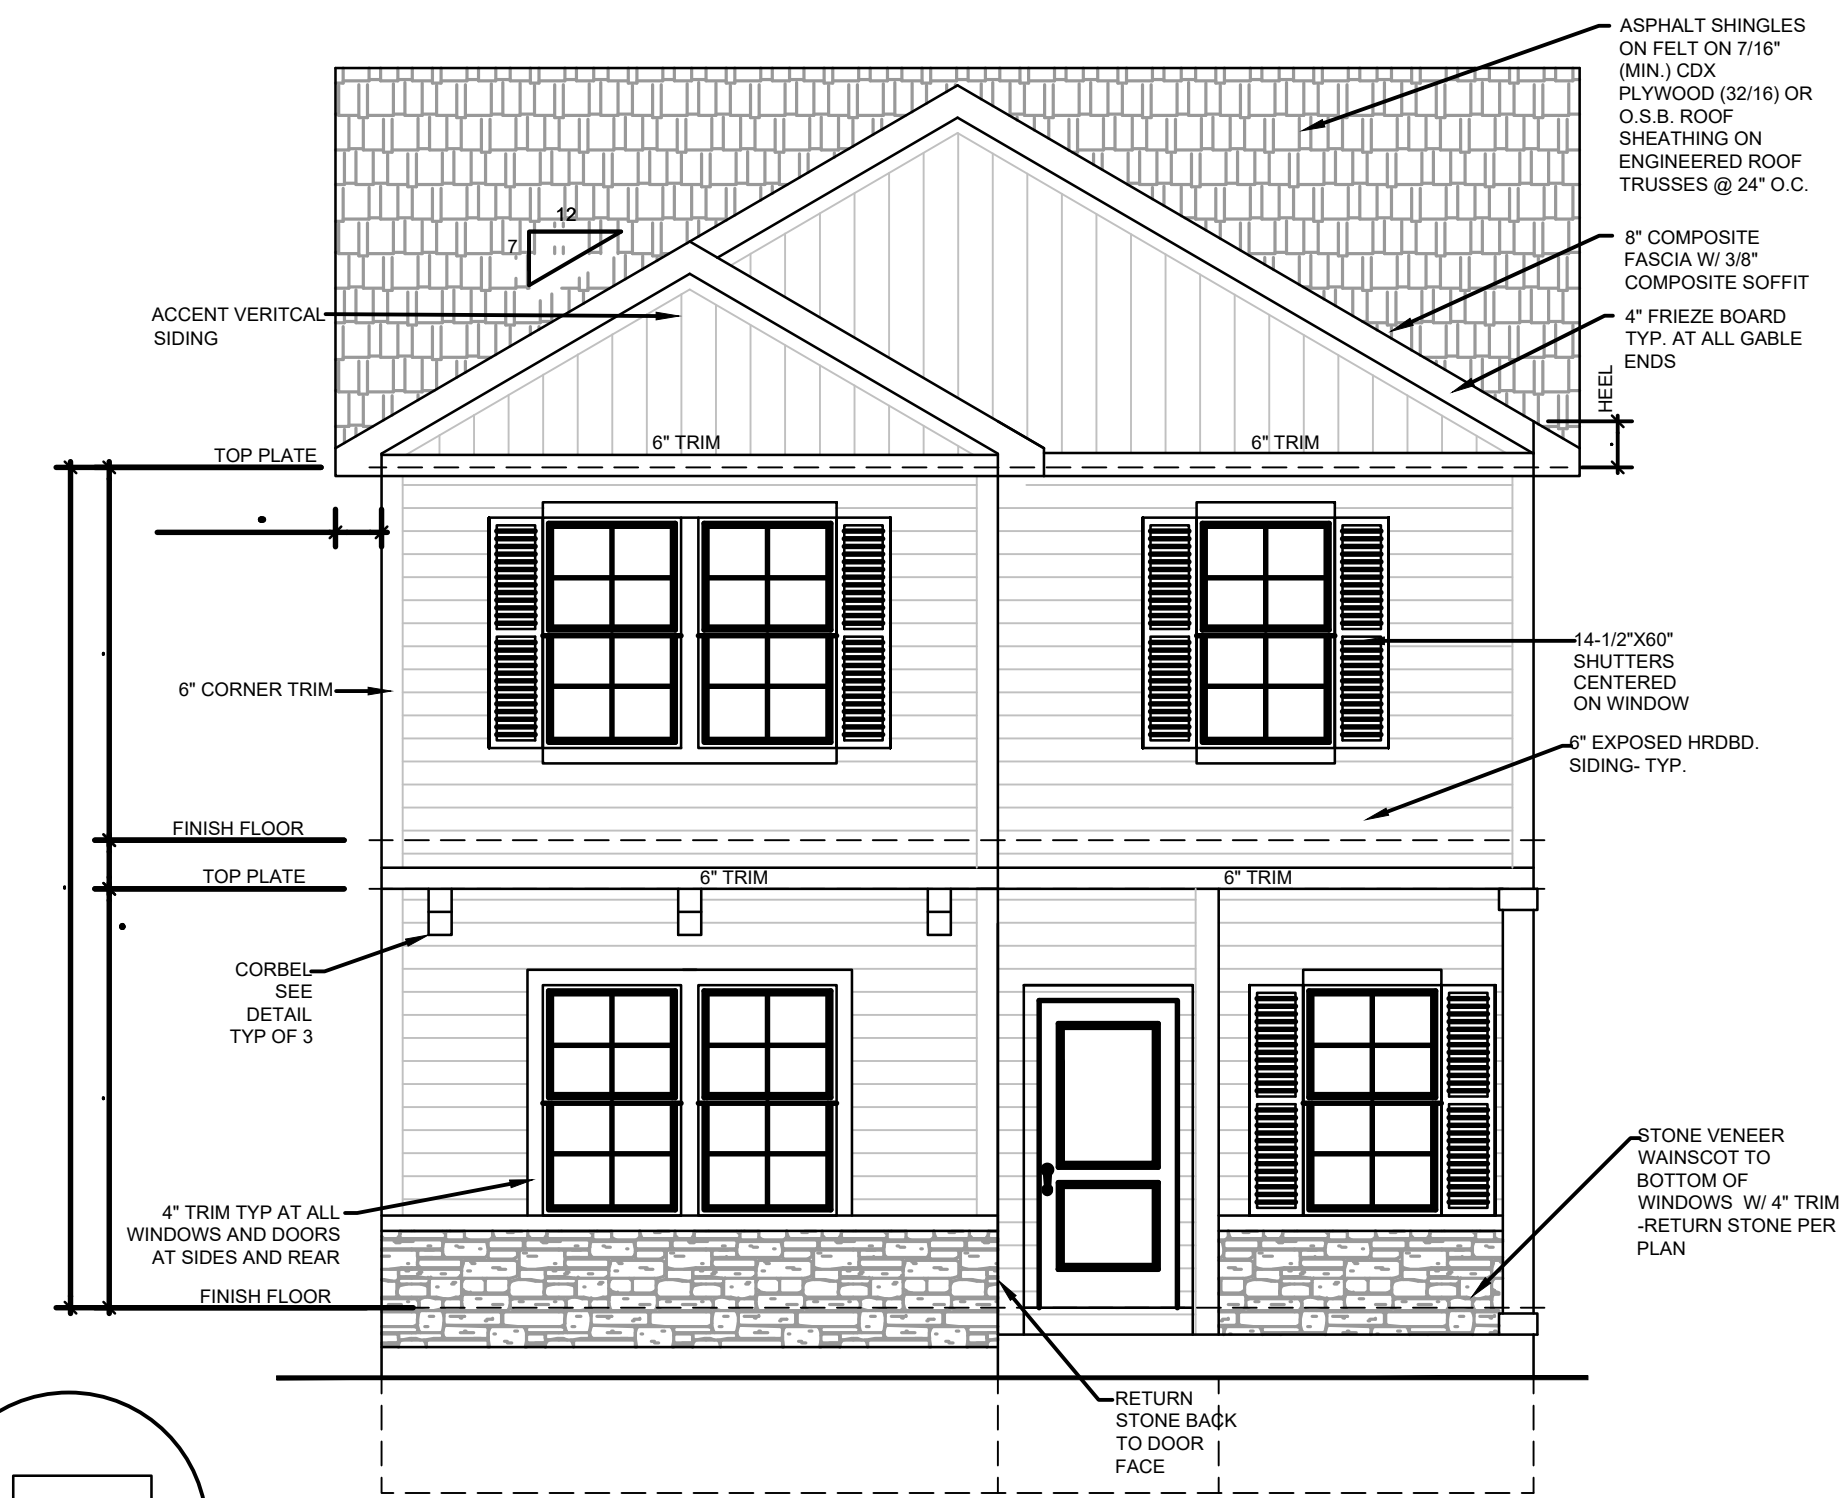 ASPHALT SHINGLES
ON FELT ON 7/16"
(MIN.) CDX
PLYWOOD (32/16) OR
O.S.B. ROOF
SHEATHING ON
ENGINEERED ROOF
TRUSSES @ 24" O.C.
12
7
8" COMPOSITE
FASCIA W/ 3/8"
COMPOSITE SOFFIT
ACCENT VERITCAL
SIDING
4" FRIEZE BOARD
TYP. AT ALL GABLE
ENDS
HEEL
6" TRIM
6" TRIM
TOP PLATE
14-1/2"X60"
SHUTTERS
CENTERED
ON WINDOW
6" CORNER TRIM
6" EXPOSED HRDBD.
SIDING- TYP.
FINISH FLOOR
TOP PLATE
6" TRIM
6" TRIM
CORBEL
SEE
DETAIL
TYP OF 3
STONE VENEER
WAINSCOT TO
BOTTOM OF
WINDOWS W/ 4" TRIM
-RETURN STONE PER
PLAN
4" TRIM TYP AT ALL
WINDOWS AND DOORS
AT SIDES AND REAR
FINISH FLOOR
RETURN
STONE BACK
TO DOOR
FACE